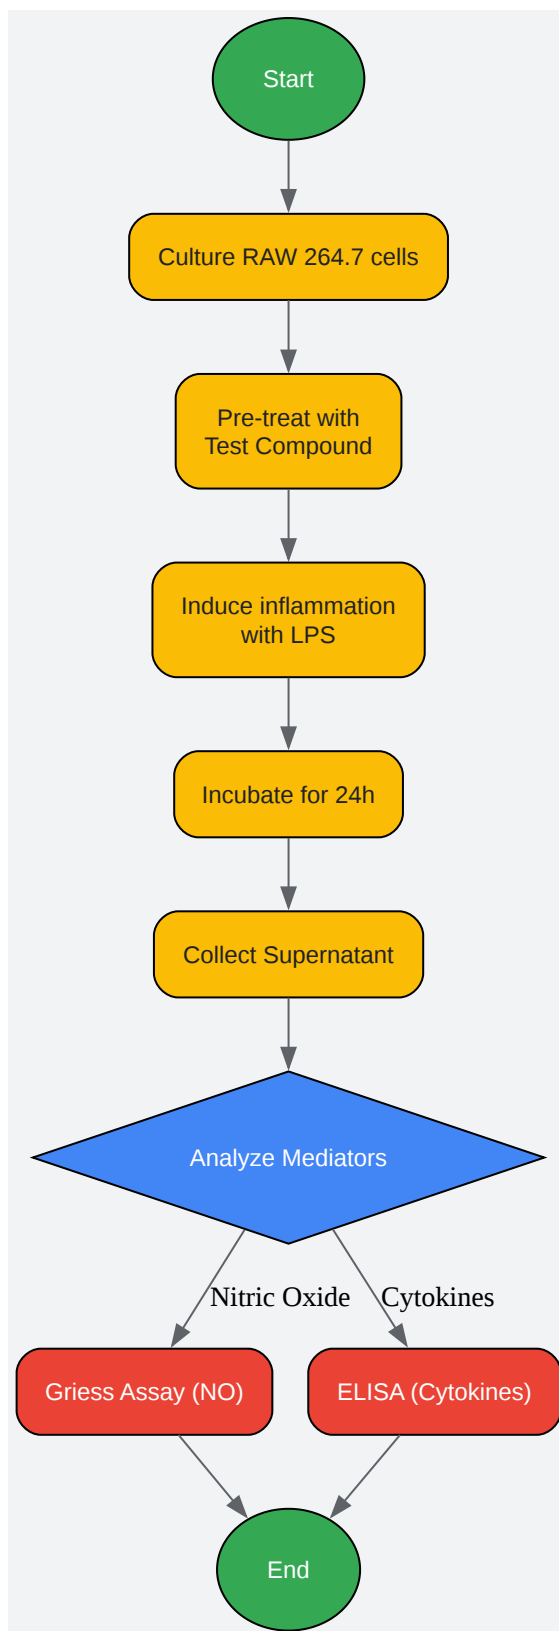 Start
Culture RAW 264.7 cells
Pre-treat with
Test Compound
Induce inflammation
with LPS
Incubate for 24h
Collect Supernatant
Analyze Mediators
Nitric Oxide
Cytokines
Griess Assay (NO)
ELISA (Cytokines)
End